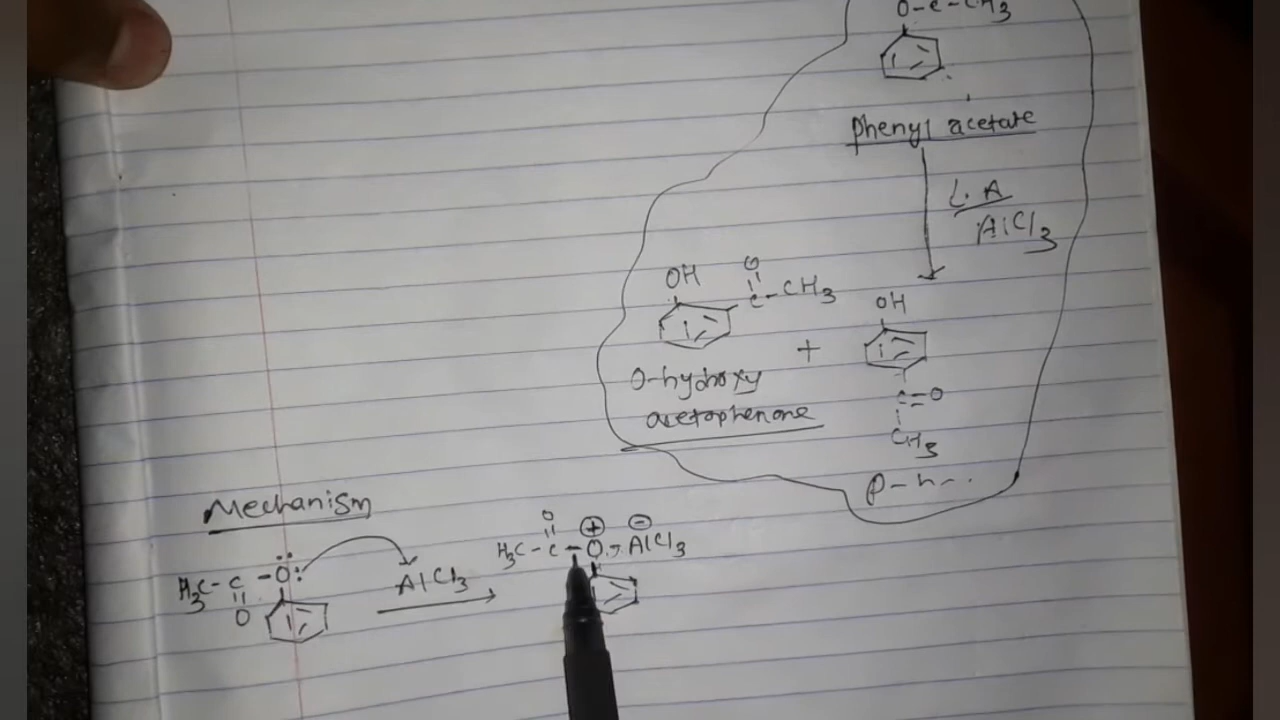 O-C-CH3
phenyl acetate
L.A
AlCl3
OH
O
C-CH3
+
OH
C=O
CH3
O-hydroxy
acetophenone
p-h-.
Mechanism
H3C-C-O:
O
AlCl3
O
H3C-C-O-AlCl3
+ -